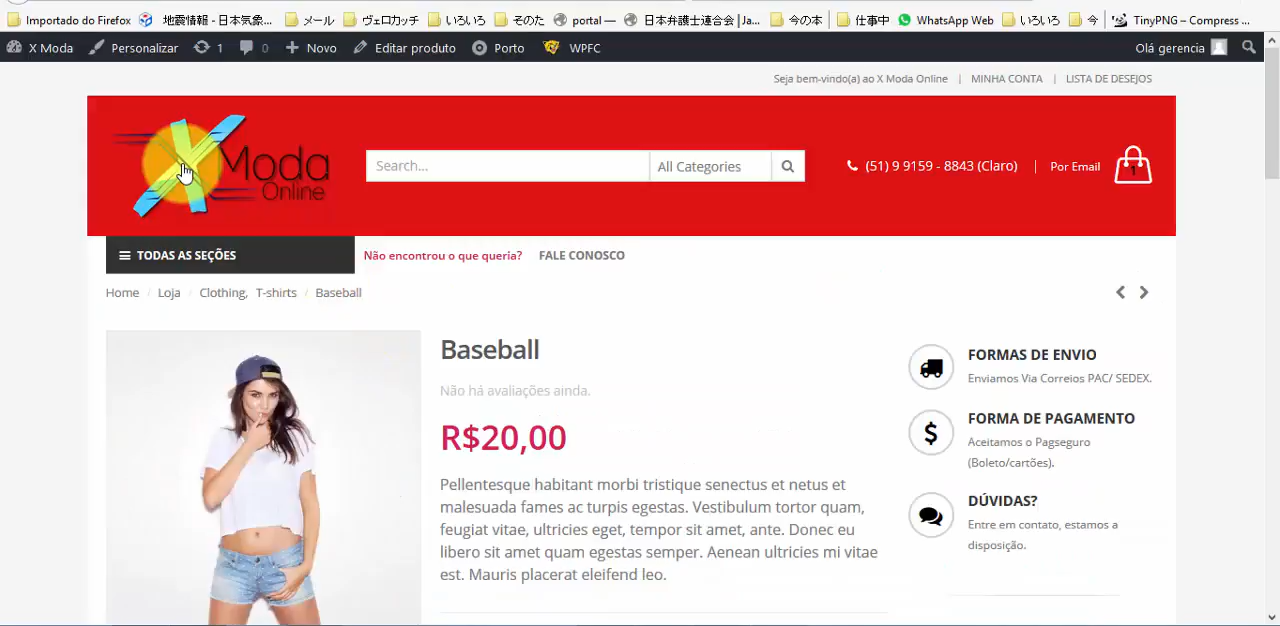 Importado do Firefox 地震情報 - 日本気象... メール ヴェロカッチ いろいろ そのた portal — 日本弁護士連合会 | Ja... 今の本 仕事中 WhatsApp Web いろいろ 今 TinyPNG – Compress ...
X Moda Personalizar 1 0 Novo Editar produto Porto WPFC Olá gerencia
Seja bem-vindo(a) ao X Moda Online | MINHA CONTA | LISTA DE DESEJOS
X Moda Online
Search... All Categories
(51) 9 9159 - 8843 (Claro) | Por Email 1
TODAS AS SEÇÕES Não encontrou o que queria? FALE CONOSCO
Home / Loja / Clothing, T-shirts / Baseball
Baseball
Não há avaliações ainda.
R$20,00
Pellentesque habitant morbi tristique senectus et netus et
malesuada fames ac turpis egestas. Vestibulum tortor quam,
feugiat vitae, ultricies eget, tempor sit amet, ante. Donec eu
libero sit amet quam egestas semper. Aenean ultricies mi vitae
est. Mauris placerat eleifend leo.
FORMAS DE ENVIO
Enviamos Via Correios PAC/ SEDEX.
FORMA DE PAGAMENTO
Aceitamos o Pagseguro
(Boleto/cartões).
DÚVIDAS?
Entre em contato, estamos a
disposição.